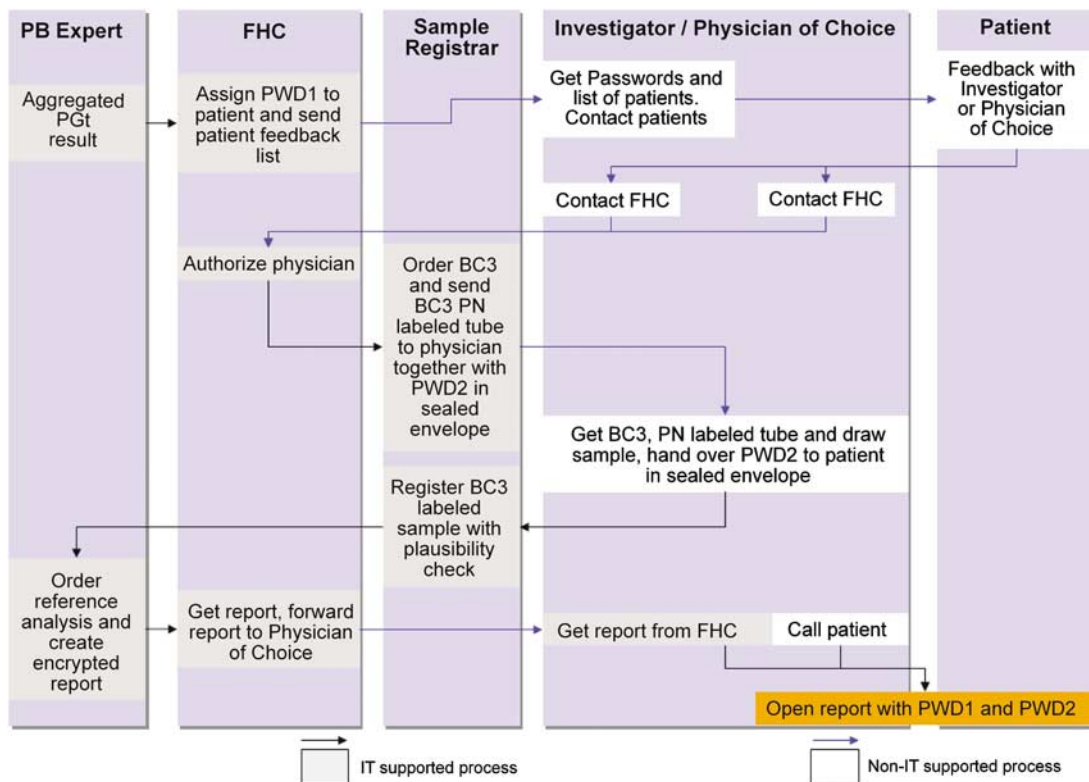 PB Expert
FHC
Sample
Registrar
Investigator / Physician of Choice
Patient
Aggregated
PGt
result
Assign PWD1 to
patient and send
patient feedback
list
Get Passwords and
list of patients.
Contact patients
Feedback with
Investigator
or Physician
of Choice
Contact FHC
Contact FHC
Authorize physician
Order BC3
and send
BC3 PN
labeled tube
to physician
together with
PWD2 in
sealed
envelope
Get BC3, PN labeled tube and draw
sample, hand over PWD2 to patient
in sealed envelope
Register BC3
labeled
sample with
plausibility
check
Order
reference
analysis and
create
encrypted
report
Get report, forward
report to Physician
of Choice
Get report from FHC
Call patient
Open report with PWD1 and PWD2
IT supported process
Non-IT supported process